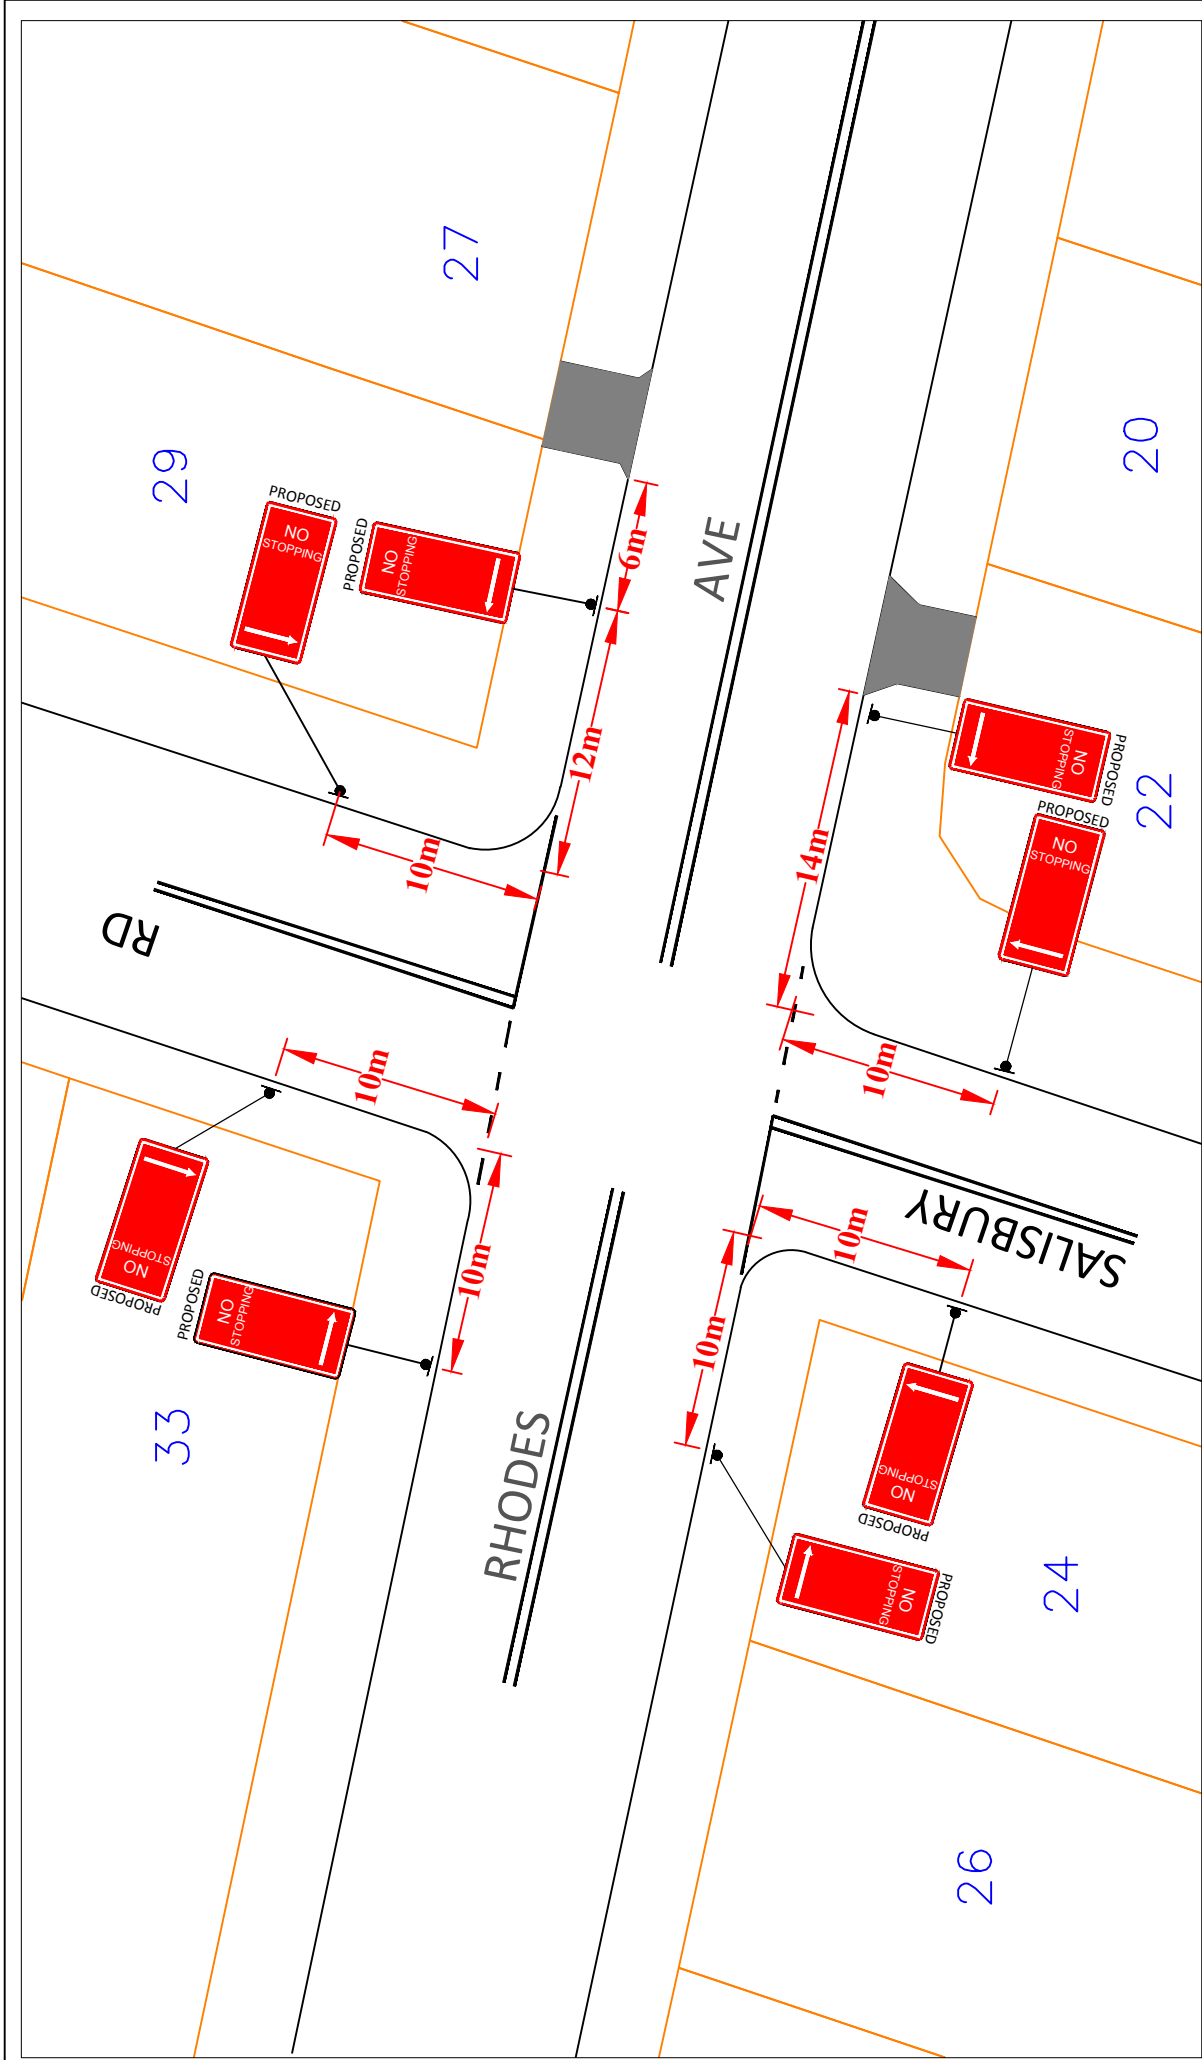 27
29
20
22
33
24
26
PROPOSED
NO
STOPPING
PROPOSED
NO
STOPPING
6m
12m
10m
AVE
RD
PROPOSED
NO
STOPPING
PROPOSED
NO
STOPPING
14m
10m
10m
10m
PROPOSED
NO
STOPPING
PROPOSED
NO
STOPPING
RHODES
SALISBURY
10m
10m
PROPOSED
NO
STOPPING
PROPOSED
NO
STOPPING